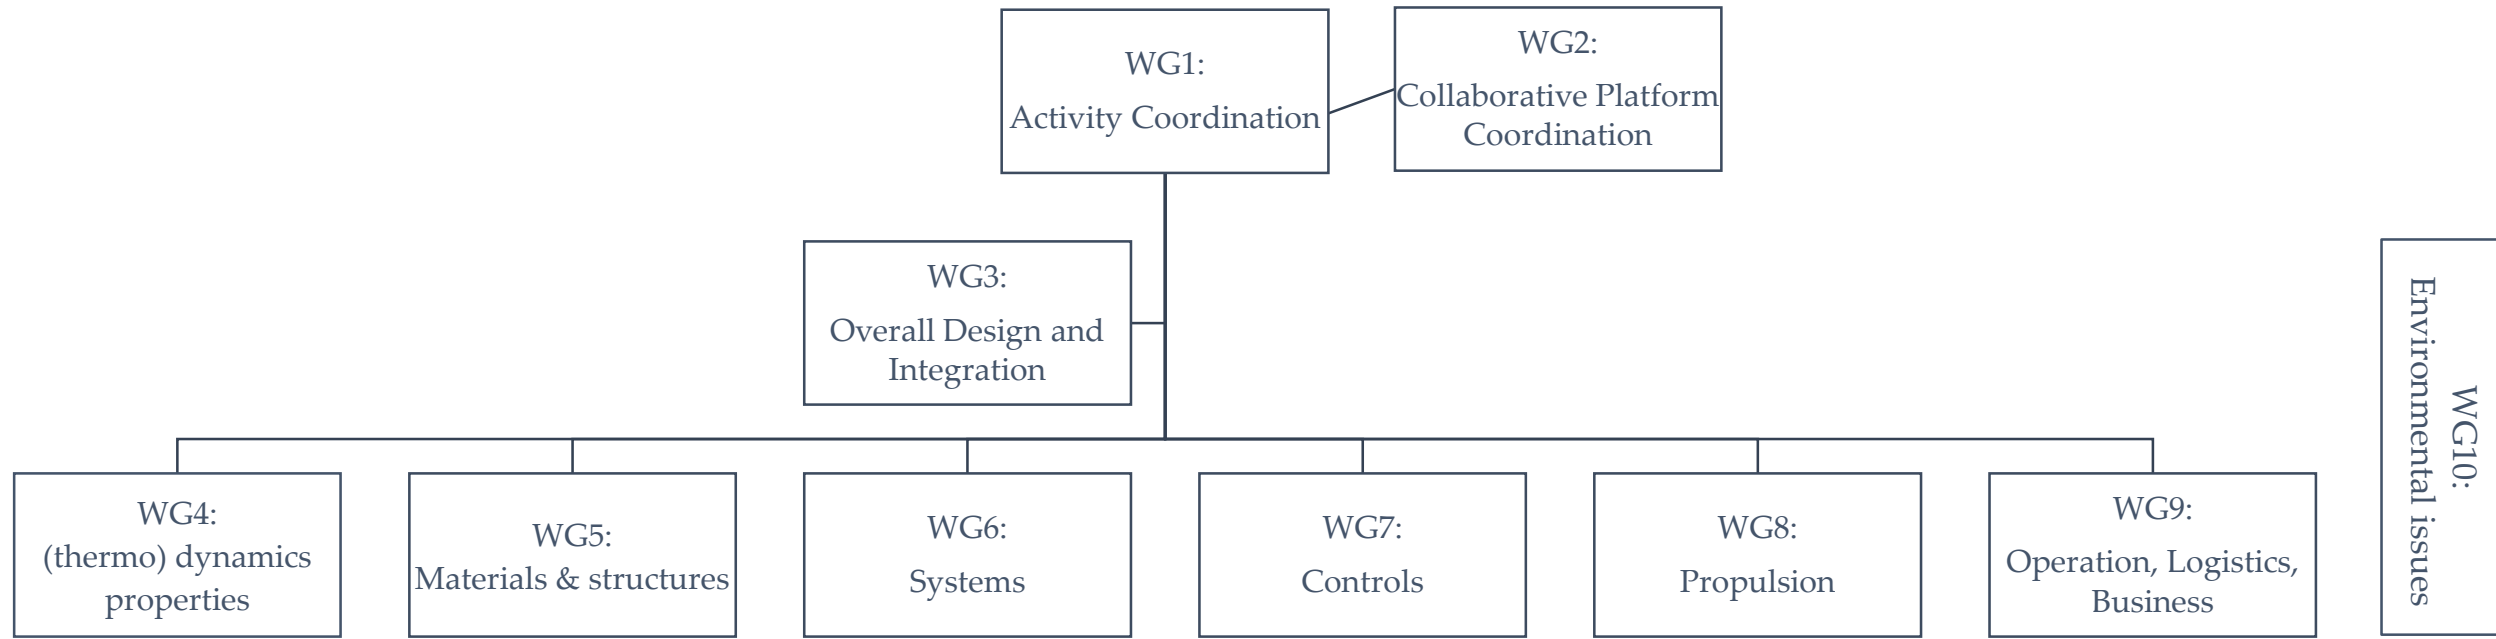 WG1:
Activity Coordination
WG2:
Collaborative Platform
Coordination
WG3:
Overall Design and
Integration
WG4:
(thermo) dynamics
properties
WG5:
Materials & structures
WG6:
Systems
WG7:
Controls
WG8:
Propulsion
WG9:
Operation, Logistics,
Business
WG10:
Environmental issues